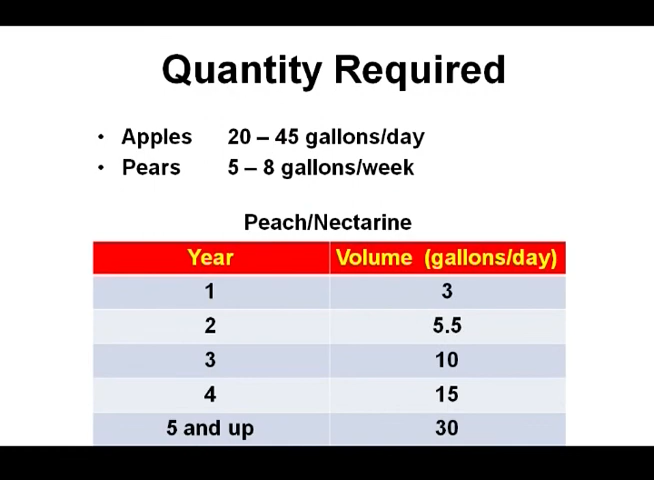 Quantity Required
• Apples 20 – 45 gallons/day
• Pears 5 – 8 gallons/week
Peach/Nectarine
Year Volume (gallons/day)
1 3
2 5.5
3 10
4 15
5 and up 30